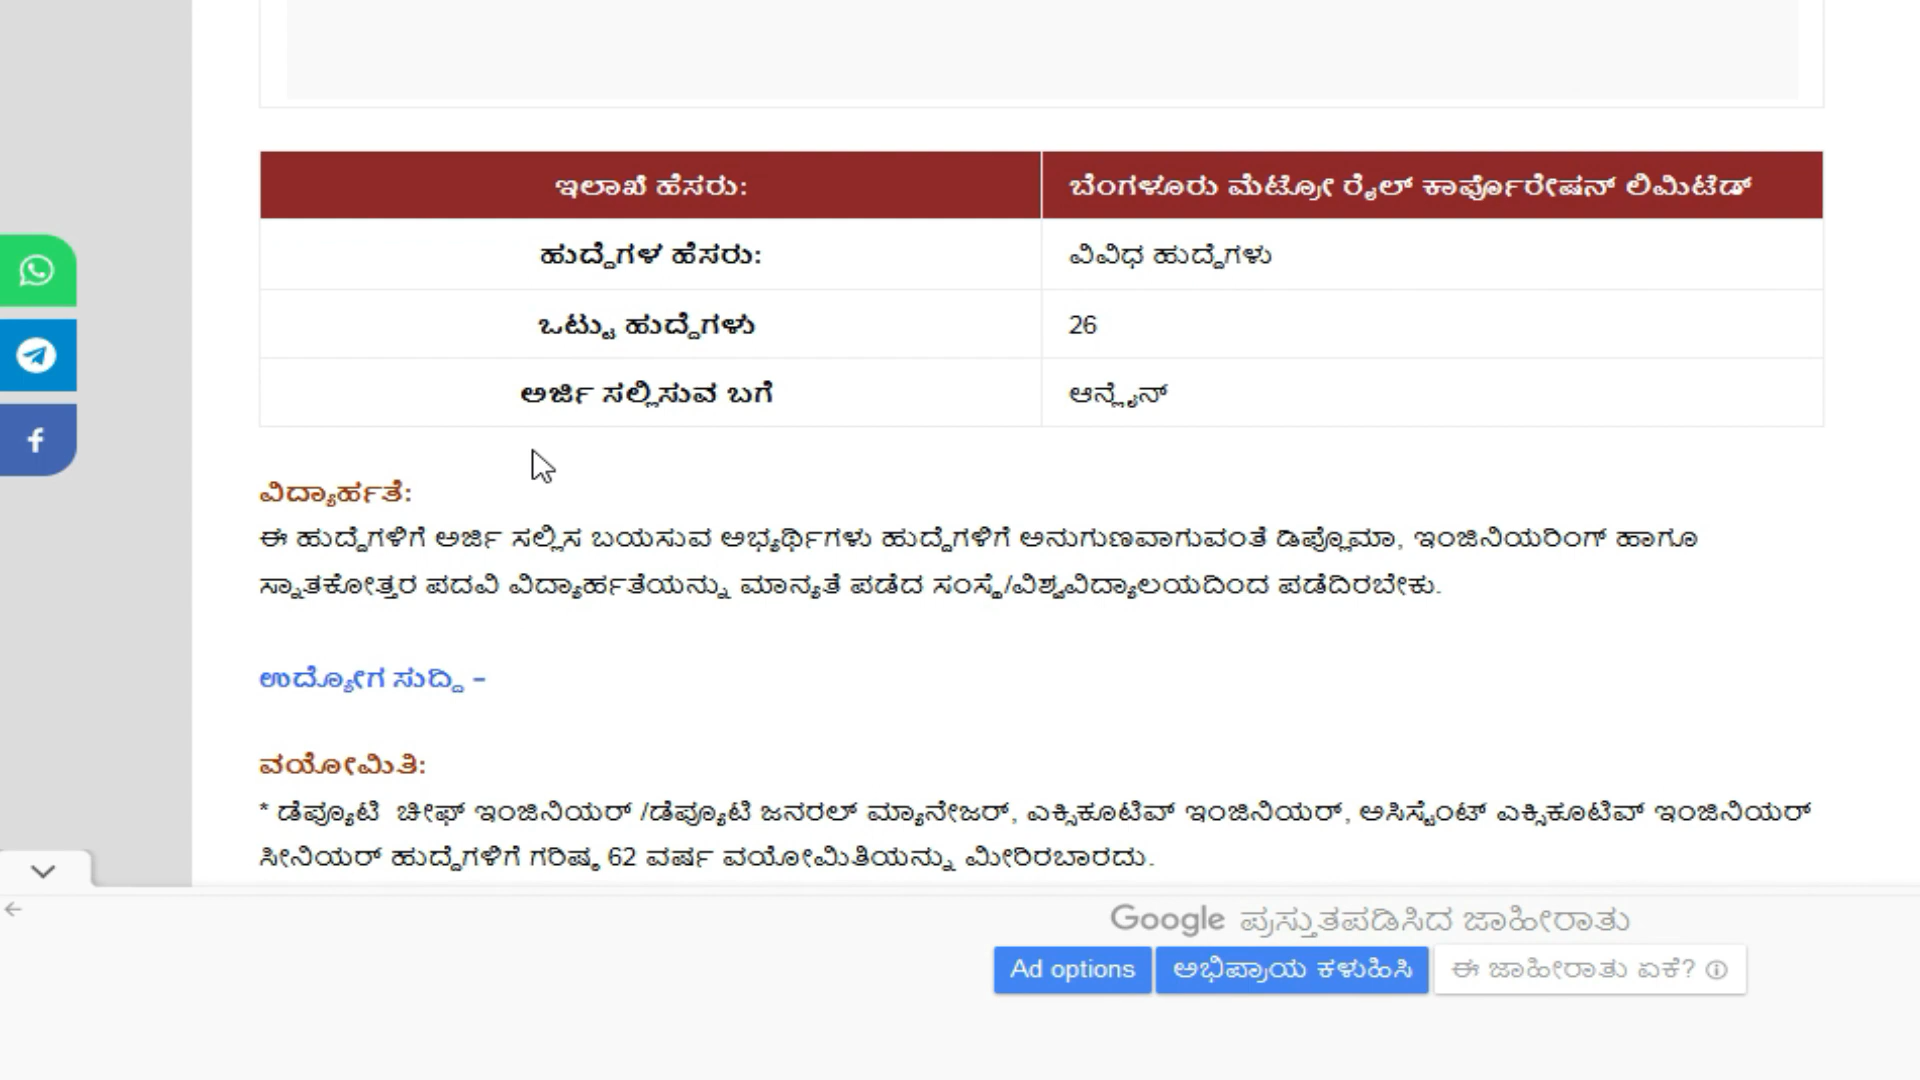 ಇಲಾಖೆ ಹೆಸರು: ಬೆಂಗಳೂರು ಮೆಟ್ರೋ ರೈಲ್ ಕಾರ್ಪೊರೇಷನ್ ಲಿಮಿಟೆಡ್
ಹುದ್ದೆಗಳ ಹೆಸರು: ವಿವಿಧ ಹುದ್ದೆಗಳು
ಒಟ್ಟು ಹುದ್ದೆಗಳು 26
ಅರ್ಜಿ ಸಲ್ಲಿಸುವ ಬಗೆ ಆನ್ಲೈನ್
ವಿದ್ಯಾರ್ಹತೆ:
ಈ ಹುದ್ದೆಗಳಿಗೆ ಅರ್ಜಿ ಸಲ್ಲಿಸ ಬಯಸುವ ಅಭ್ಯರ್ಥಿಗಳು ಹುದ್ದೆಗಳಿಗೆ ಅನುಗುಣವಾಗುವಂತೆ ಡಿಪ್ಲೊಮಾ, ಇಂಜಿನಿಯರಿಂಗ್ ಹಾಗೂ
ಸ್ನಾತಕೋತ್ತರ ಪದವಿ ವಿದ್ಯಾರ್ಹತೆಯನ್ನು ಮಾನ್ಯತೆ ಪಡೆದ ಸಂಸ್ಥೆ/ವಿಶ್ವವಿದ್ಯಾಲಯದಿಂದ ಪಡೆದಿರಬೇಕು.
ಉದ್ಯೋಗ ಸುದ್ದಿ –
ವಯೋಮಿತಿ:
* ಡೆಪ್ಯೂಟಿ ಚೀಫ್ ಇಂಜಿನಿಯರ್ /ಡೆಪ್ಯೂಟಿ ಜನರಲ್ ಮ್ಯಾನೇಜರ್, ಎಕ್ಸಿಕೂಟಿವ್ ಇಂಜಿನಿಯರ್, ಅಸಿಸ್ಟೆಂಟ್ ಎಕ್ಸಿಕೂಟಿವ್ ಇಂಜಿನಿಯರ್
ಸೀನಿಯರ್ ಹುದ್ದೆಗಳಿಗೆ ಗರಿಷ್ಠ 62 ವರ್ಷ ವಯೋಮಿತಿಯನ್ನು ಮೀರಿರಬಾರದು.
Google ಪ್ರಸ್ತುತಪಡಿಸಿದ ಜಾಹೀರಾತು
Ad options ಅಭಿಪ್ರಾಯ ಕಳುಹಿಸಿ ಈ ಜಾಹೀರಾತು ಏಕೆ?